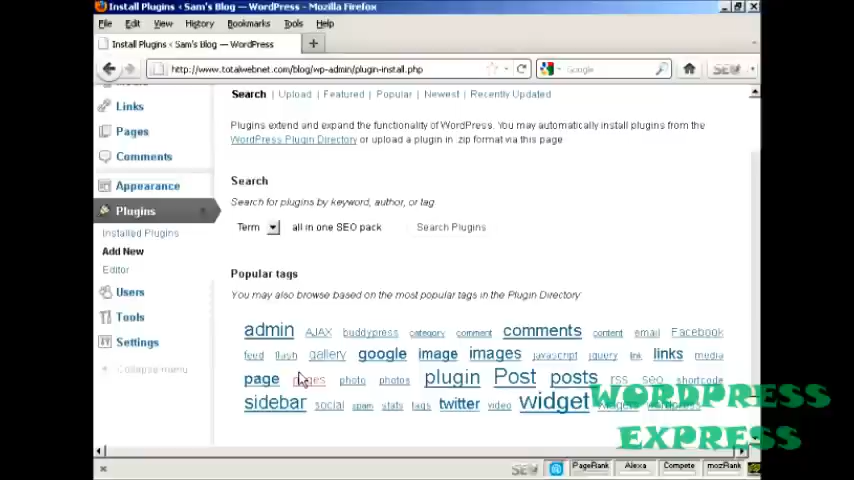 Install Plugins ‹ Sam's Blog — WordPress - Mozilla Firefox
File Edit View History Bookmarks Tools Help
Install Plugins ‹ Sam's Blog — WordPress
http://www.totalwebnet.com/blog/wp-admin/plugin-install.php
Google
SEO
Links
Pages
Comments
Appearance
Plugins
Installed Plugins
Add New
Editor
Users
Tools
Settings
Collapse menu
Search | Upload | Featured | Popular | Newest | Recently Updated
Plugins extend and expand the functionality of WordPress. You may automatically install plugins from the
WordPress Plugin Directory or upload a plugin in .zip format via this page
Search
Search for plugins by keyword, author, or tag
Term all in one SEO pack Search Plugins
Popular tags
You may also browse based on the most popular tags in the Plugin Directory
admin AJAX buddypress category comment comments content email Facebook
feed flash gallery google image images javascript jquery link links media
page pages photo photos plugin Post posts rss seo shortcode
sidebar social spam stats tags twitter video widget widgets wordpress
WORDPRESS
EXPRESS
SEO PageRank Alexa Compete mozRank